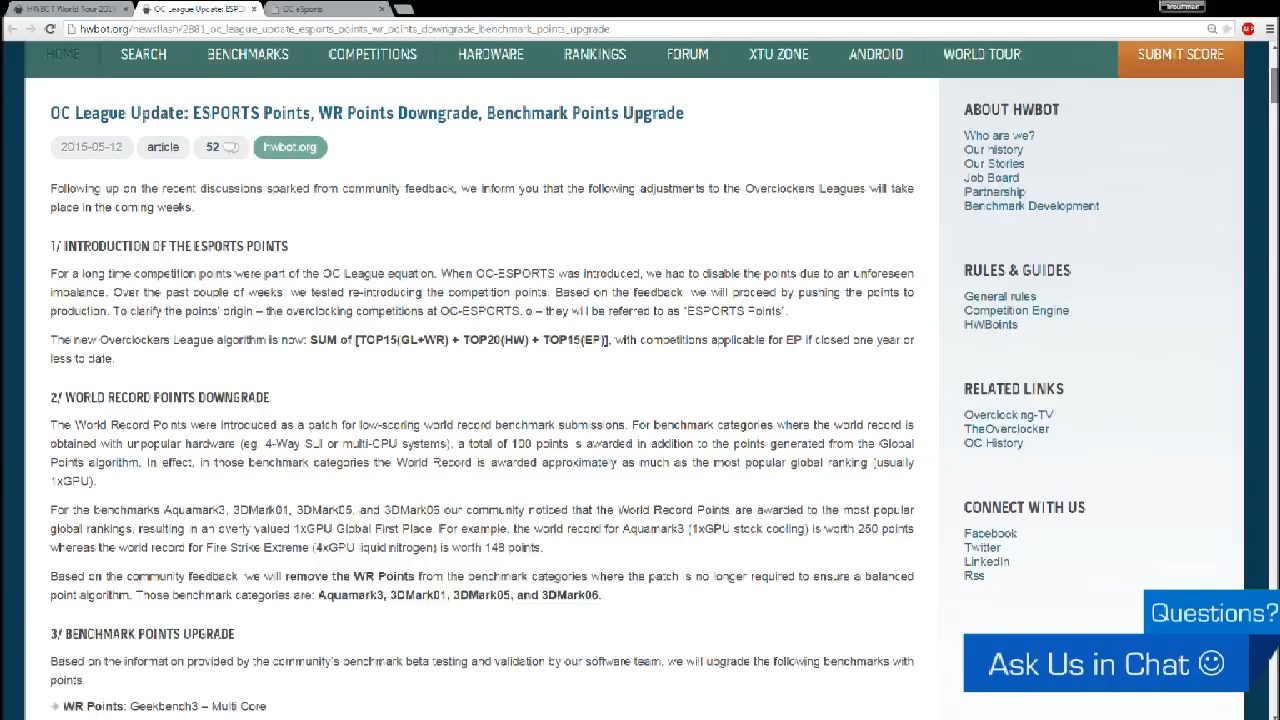 HWBOT World Tour 201
OC League Update: ESPO
OC eSports
Trouffman
hwbot.org/newsflash/2881_oc_league_update_esports_points_wr_points_downgrade_benchmark_points_upgrade
HOME SEARCH BENCHMARKS COMPETITIONS HARDWARE RANKINGS FORUM XTU ZONE ANDROID WORLD TOUR SUBMIT SCORE
OC League Update: ESPORTS Points, WR Points Downgrade, Benchmark Points Upgrade
2015-05-12 article 52 hwbot.org
Following up on the recent discussions sparked from community feedback, we inform you that the following adjustments to the Overclockers Leagues will take
place in the coming weeks.
1/ INTRODUCTION OF THE ESPORTS POINTS
For a long time competition points were part of the OC League equation. When OC-ESPORTS was introduced, we had to disable the points due to an unforeseen
imbalance. Over the past couple of weeks, we tested re-introducing the competition points. Based on the feedback, we will proceed by pushing the points to
production. To clarify the points' origin – the overclocking competitions at OC-ESPORTS.io – they will be referred to as "ESPORTS Points".
The new Overclockers League algorithm is now: SUM of [TOP15(GL+WR) + TOP20(HW) + TOP15(EP)], with competitions applicable for EP if closed one year or
less to date.
2/ WORLD RECORD POINTS DOWNGRADE
The World Record Points were introduced as a patch for low-scoring world record benchmark submissions. For benchmark categories where the world record is
obtained with unpopular hardware (eg. 4-Way SLI or multi-CPU systems), a total of 100 points is awarded in addition to the points generated from the Global
Points algorithm. In effect, in those benchmark categories the World Record is awarded approximately as much as the most popular global ranking (usually
1xGPU).
For the benchmarks Aquamark3, 3DMark01, 3DMark05, and 3DMark06 our community noticed that the World Record Points are awarded to the most popular
global rankings, resulting in an overly valued 1xGPU Global First Place. For example, the world record for Aquamark3 (1xGPU stock cooling) is worth 250 points
whereas the world record for Fire Strike Extreme (4xGPU liquid nitrogen) is worth 148 points.
Based on the community feedback, we will remove the WR Points from the benchmark categories where the patch is no longer required to ensure a balanced
point algorithm. Those benchmark categories are: Aquamark3, 3DMark01, 3DMark05, and 3DMark06.
3/ BENCHMARK POINTS UPGRADE
Based on the information provided by the community's benchmark beta testing and validation by our software team, we will upgrade the following benchmarks with
points.
WR Points: Geekbench3 – Multi Core
ABOUT HWBOT
Who are we?
Our history
Our Stories
Job Board
Partnership
Benchmark Development
RULES & GUIDES
General rules
Competition Engine
HWBoints
RELATED LINKS
Overclocking-TV
TheOverclocker
OC History
CONNECT WITH US
Facebook
Twitter
LinkedIn
Rss
Questions?
Ask Us in Chat